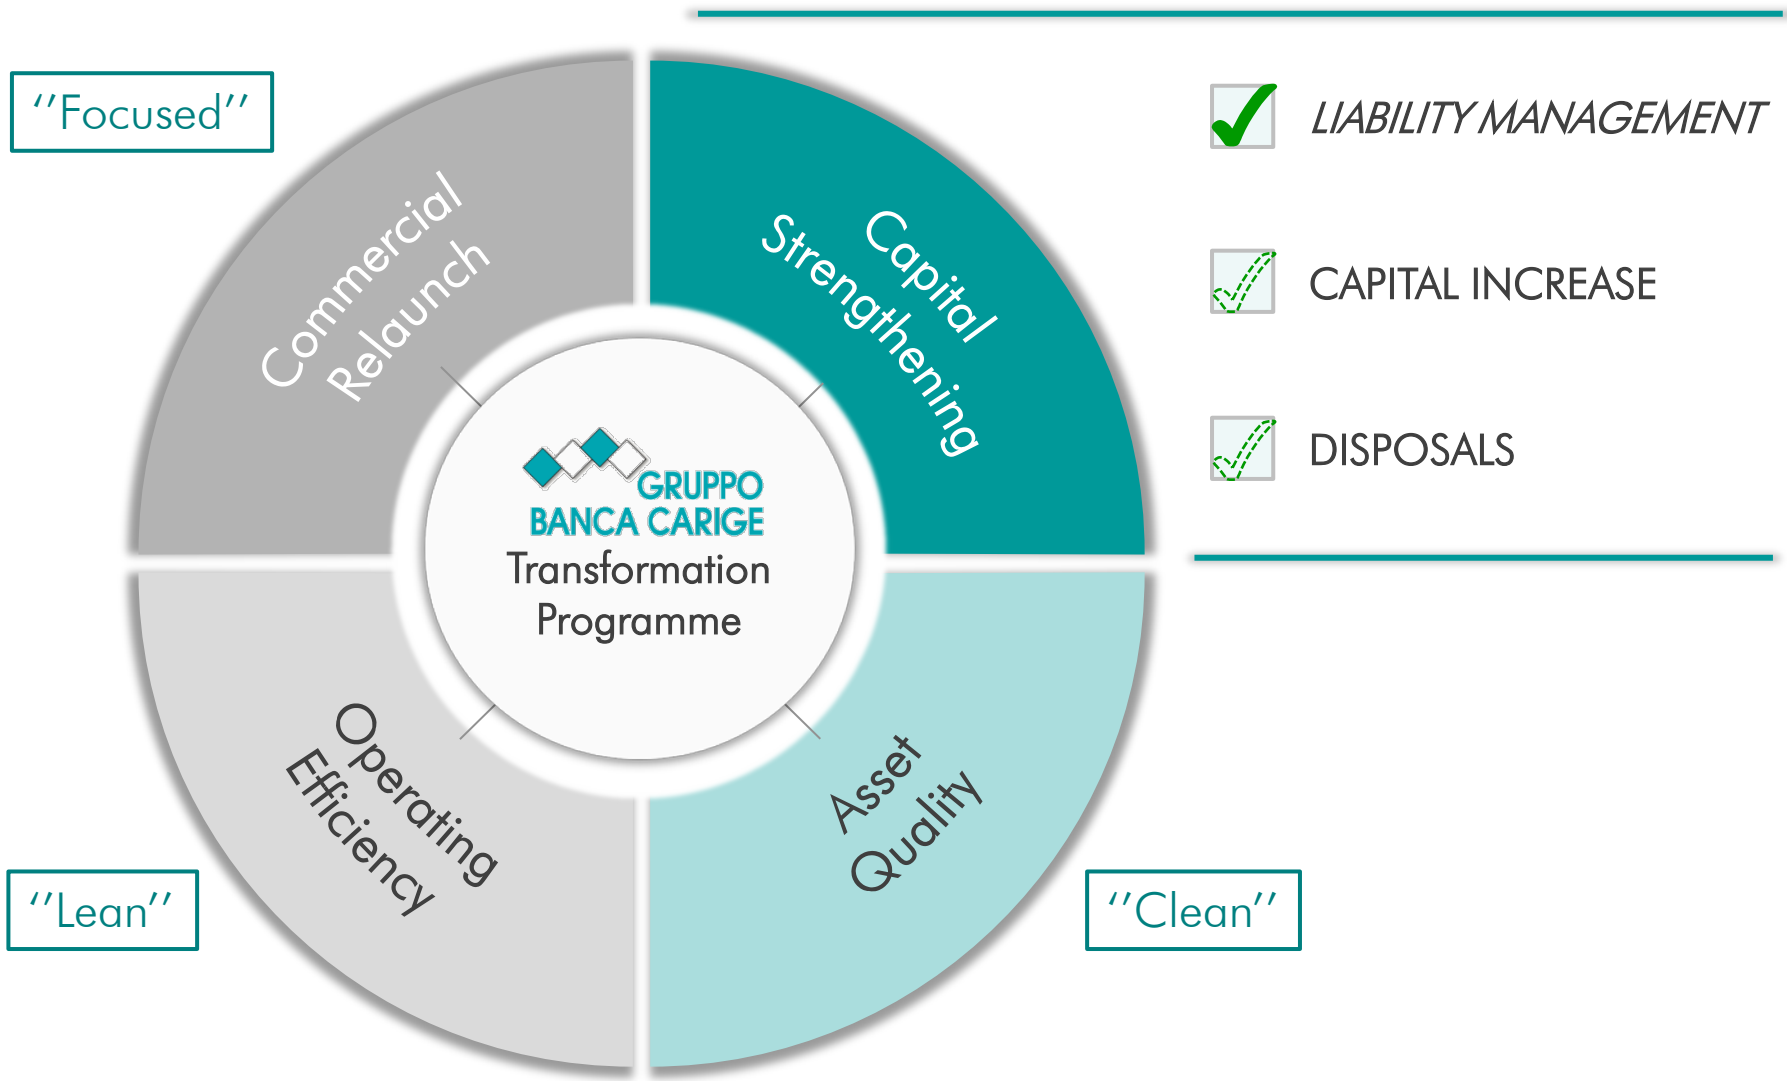 ‘‘Focused’’
Commercial
Relaunch
Capital
Strengthening
LIABILITY MANAGEMENT
CAPITAL INCREASE
DISPOSALS
GRUPPO
BANCA CARIGE
Transformation
Programme
Operating
Efficiency
Asset
Quality
‘‘Lean’’
‘‘Clean’’